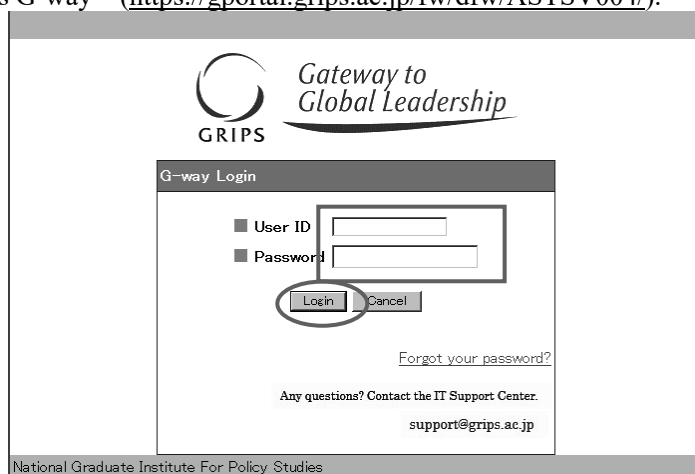 s G-way" (https://gportal.grips.ac.jp/fw/dfw/ASTSV004/).
Gateway to
Global Leadership
GRIPS
G-way Login
User ID
Password
Login Cancel
Forgot your password?
Any questions? Contact the IT Support Center.
support@grips.ac.jp
National Graduate Institute For Policy Studies